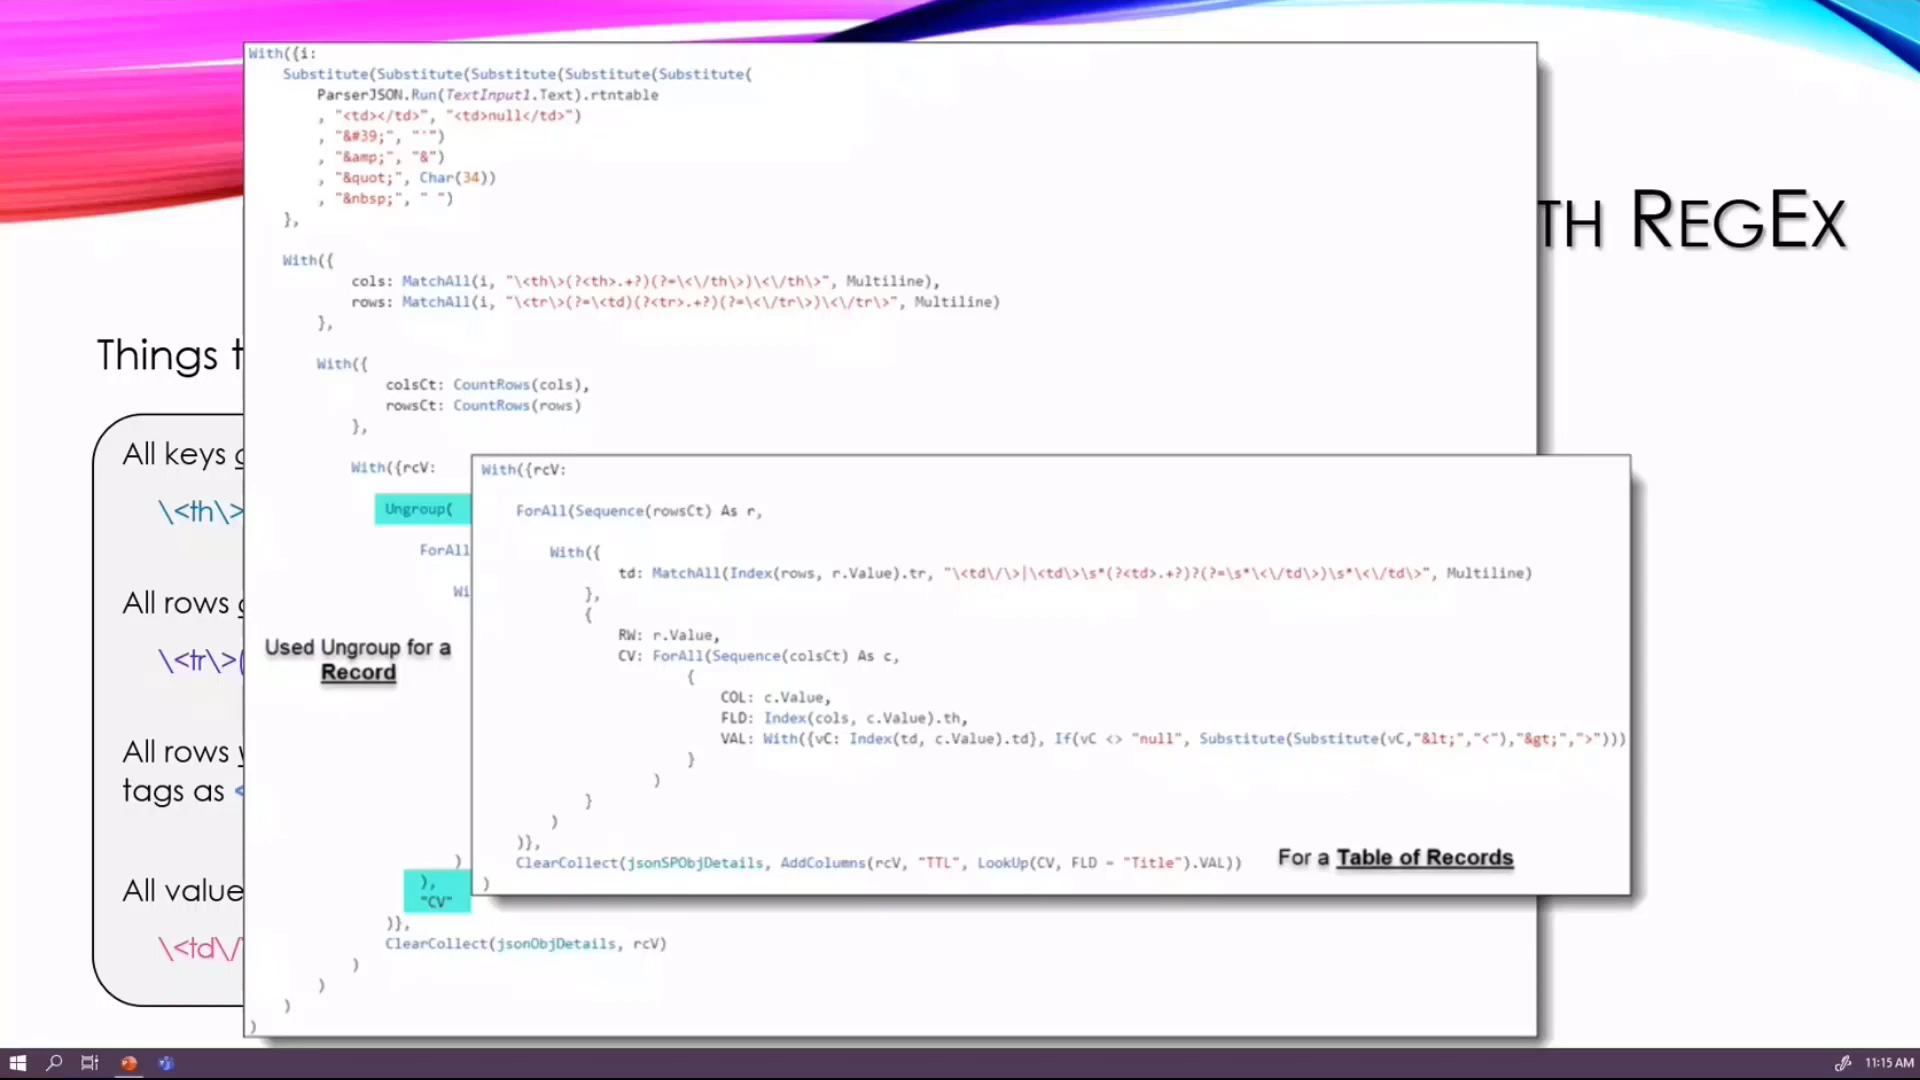 TH REGEX
Things t
All keys
\<th\>
All rows
\<tr\>(
All rows
tags as <
All value
\<td\/
With({i:
Substitute(Substitute(Substitute(Substitute(Substitute(
ParserJSON.Run(TextInput1.Text).rtntable
, "<td></td>", "<td>null</td>")
, "&#39;", "'")
, "&amp;", "&")
, "&quot;", Char(34))
, "&nbsp;", " ")
},
With({
cols: MatchAll(i, "\<th\>(?<th>.+?)(?=\<\/th\>)\<\/th\>", Multiline),
rows: MatchAll(i, "\<tr\>(?=\<td)(?<tr>.+?)(?=\<\/tr\>)\<\/tr\>", Multiline)
},
With({
colsCt: CountRows(cols),
rowsCt: CountRows(rows)
},
With({rcV:
Ungroup(
ForAll
Wi
Used Ungroup for a
Record
)
),
"CV"
)},
ClearCollect(jsonObjDetails, rcV)
)
)
)
)
With({rcV:
ForAll(Sequence(rowsCt) As r,
With({
td: MatchAll(Index(rows, r.Value).tr, "\<td\/\>|\<td\>\s*(?<td>.+?)?(?=\s*\<\/td\>)\s*\<\/td\>", Multiline)
},
{
RW: r.Value,
CV: ForAll(Sequence(colsCt) As c,
{
COL: c.Value,
FLD: Index(cols, c.Value).th,
VAL: With({vC: Index(td, c.Value).td}, If(vC <> "null", Substitute(Substitute(vC,"&lt;","<"),"&gt;",">")))
}
)
}
)
)},
ClearCollect(jsonSPObjDetails, AddColumns(rcV, "TTL", LookUp(CV, FLD = "Title").VAL))
)
For a Table of Records
11:15 AM